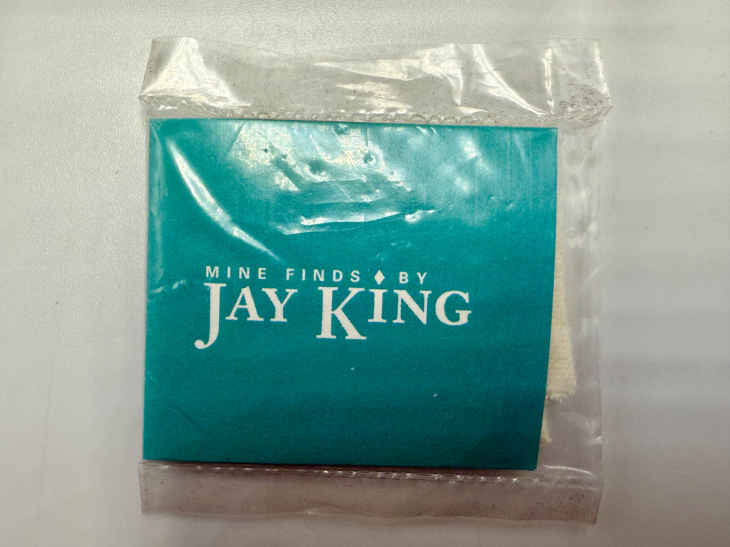 MINE FINDS ♦ BY
JAY KING